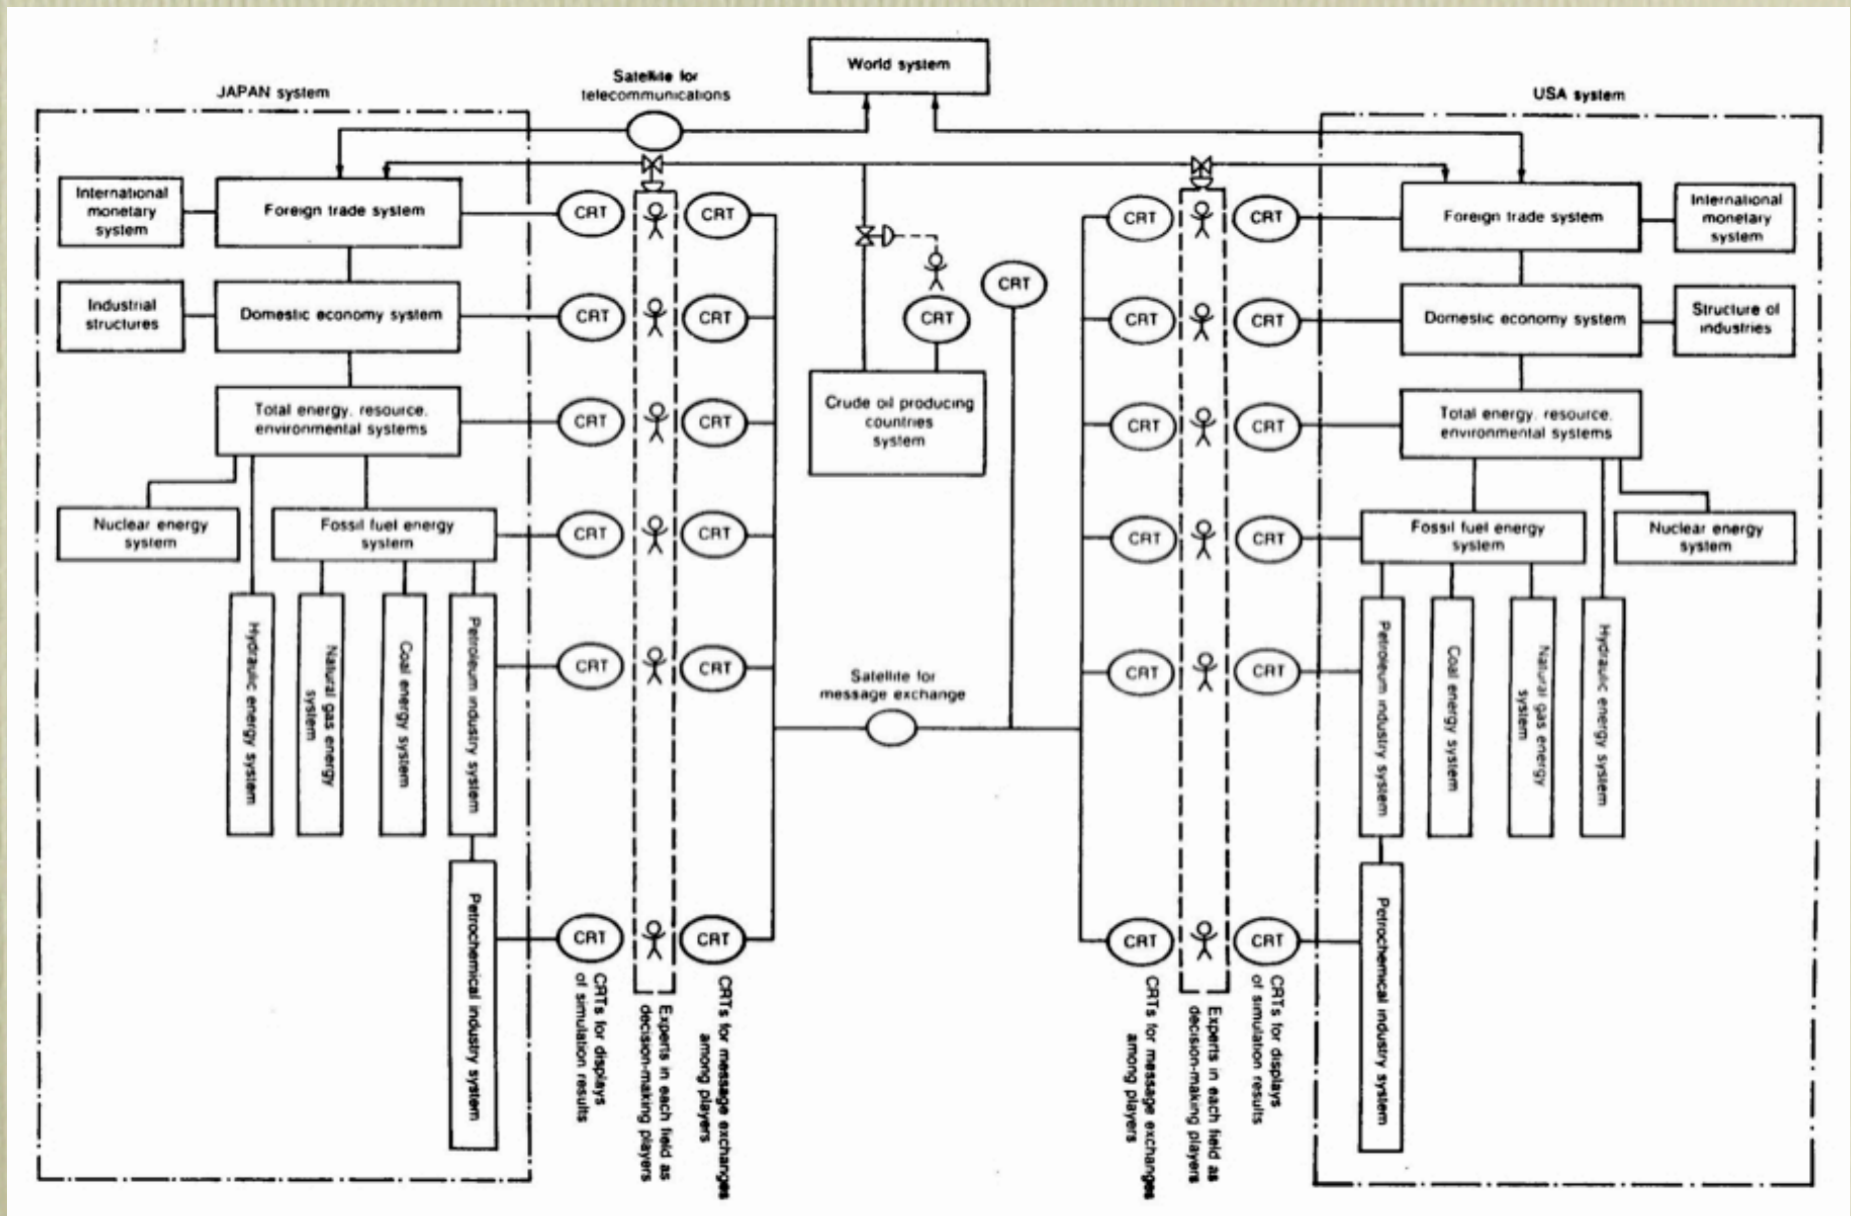 World system
Satellite for
telecommunications
JAPAN system
USA system
International
monetary
system
Foreign trade system
CRT
CRT
CRT
CRT
Foreign trade system
International
monetary
system
CRT
Industrial
structures
Domestic economy system
CRT
CRT
CRT
CRT
CRT
Domestic economy system
Structure of
industries
Total energy, resource,
environmental systems
CRT
CRT
Crude oil producing
countries
system
CRT
CRT
Total energy, resource,
environmental systems
Nuclear energy
system
Fossil fuel energy
system
CRT
CRT
CRT
CRT
Fossil fuel energy
system
Nuclear energy
system
Hydraulic energy system
Natural gas energy
system
Coal energy system
Petroleum industry system
CRT
CRT
Satellite for
message exchange
CRT
CRT
Petroleum industry system
Coal energy system
Natural gas energy
system
Hydraulic energy system
Petrochemical industry system
CRT
CRT
CRT
CRT
Petrochemical industry system
CRTs for displays
of simulation results
Experts in each field as
decision-making players
CRTs for message exchanges
among players
CRTs for message exchanges
among players
Experts in each field as
decision-making players
CRTs for displays
of simulation results